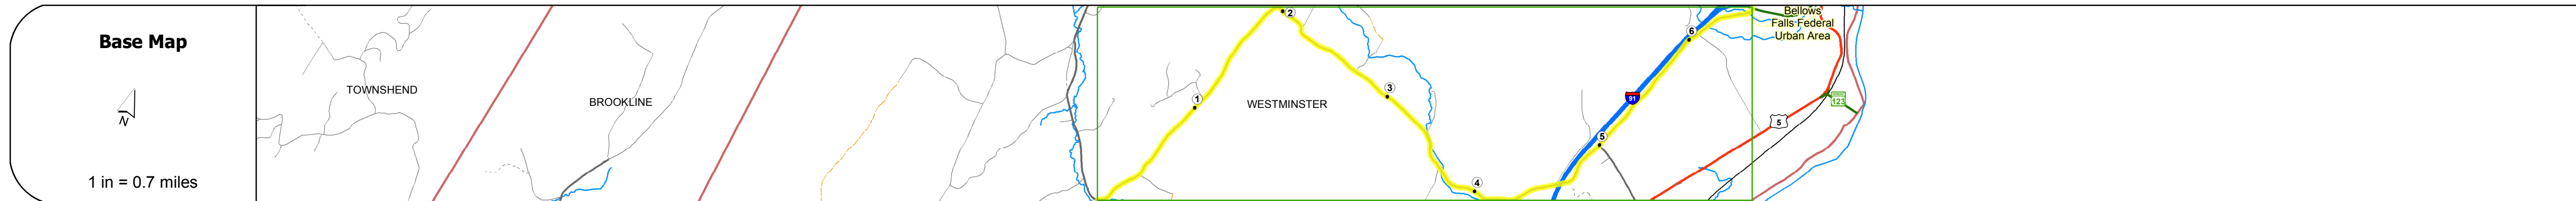 Base Map
N
1 in = 0.7 miles
TOWNSHEND
BROOKLINE
WESTMINSTER
1
2
3
4
5
6
91
5
123
Bellows
Falls Federal
Urban Area